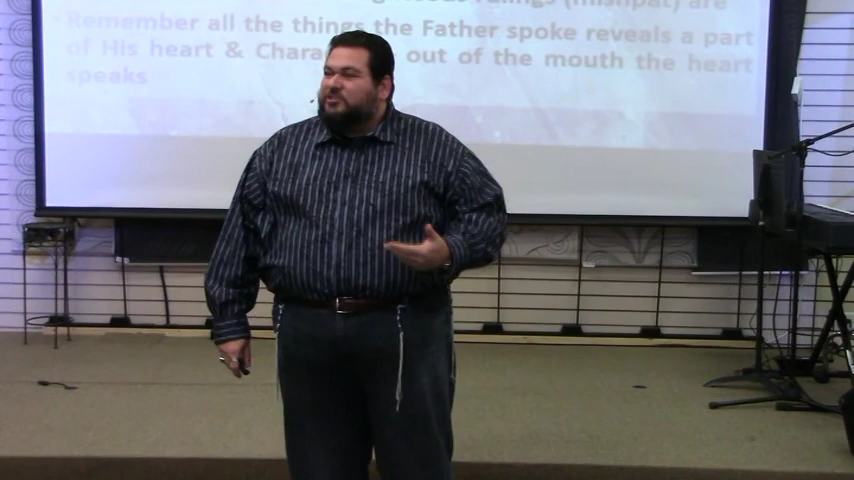 rulings (mishpat) are
- Remember all the things the Father spoke reveals a part
of His heart & Chara out of the mouth the heart
speaks